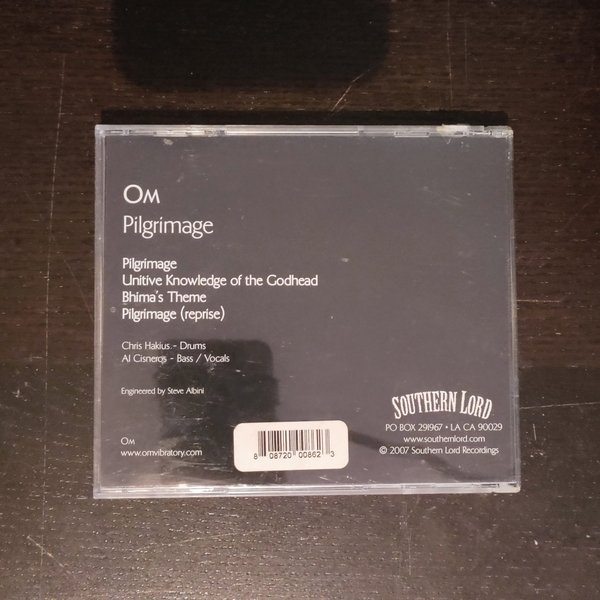 Om
Pilgrimage
Pilgrimage
Unitive Knowledge of the Godhead
Bhima's Theme
Pilgrimage (reprise)
Chris Hakius - Drums
Al Cisneros - Bass / Vocals
Engineered by Steve Albini
Om
www.omvibratory.com
8 08720 00862 3
SOUTHERN LORD
PO BOX 291967 • LA CA 90029
www.southernlord.com
© 2007 Southern Lord Recordings